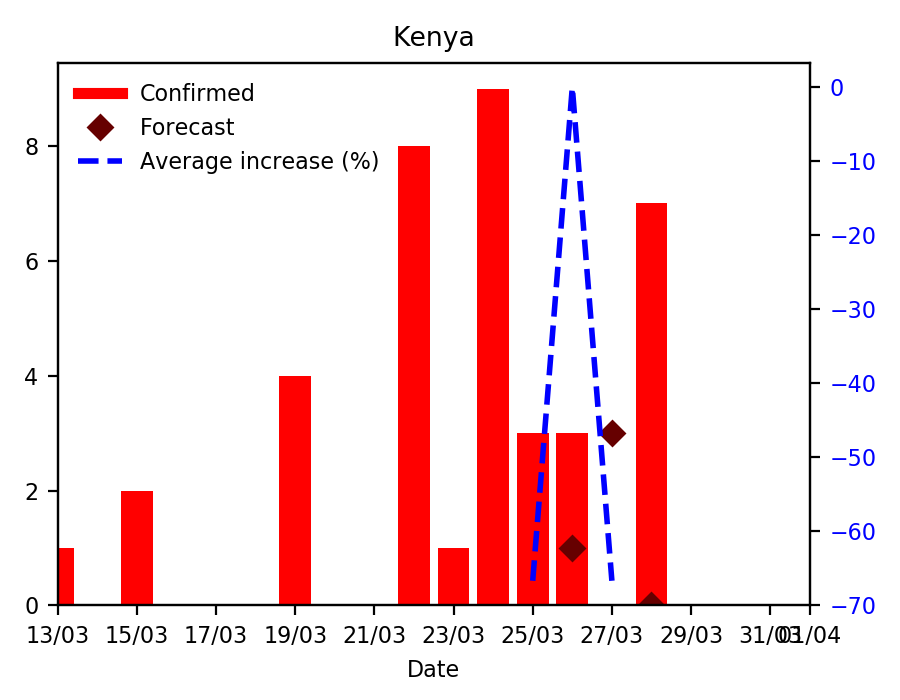 Kenya
Confirmed
Forecast
Average increase (%)
8
6
4
2
0
0
−10
−20
−30
−40
−50
−60
−70
13/03 15/03 17/03 19/03 21/03 23/03 25/03 27/03 29/03 31/03 01/04
Date